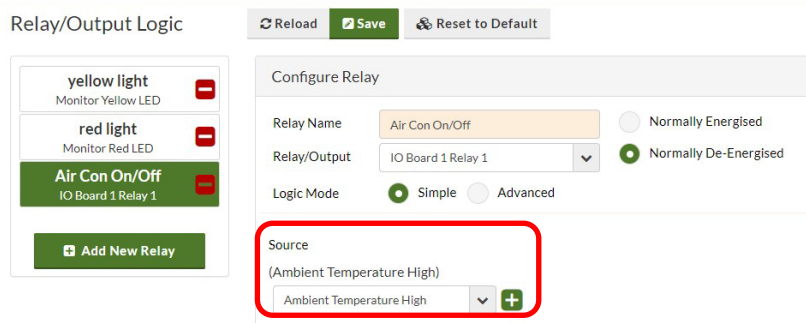 Relay/Output Logic
Reload
Save
Reset to Default
yellow light
Monitor Yellow LED
red light
Monitor Red LED
Air Con On/Off
IO Board 1 Relay 1
Add New Relay
Configure Relay
Relay Name
Air Con On/Off
Normally Energised
Relay/Output
IO Board 1 Relay 1
Normally De-Energised
Logic Mode
Simple
Advanced
Source
(Ambient Temperature High)
Ambient Temperature High